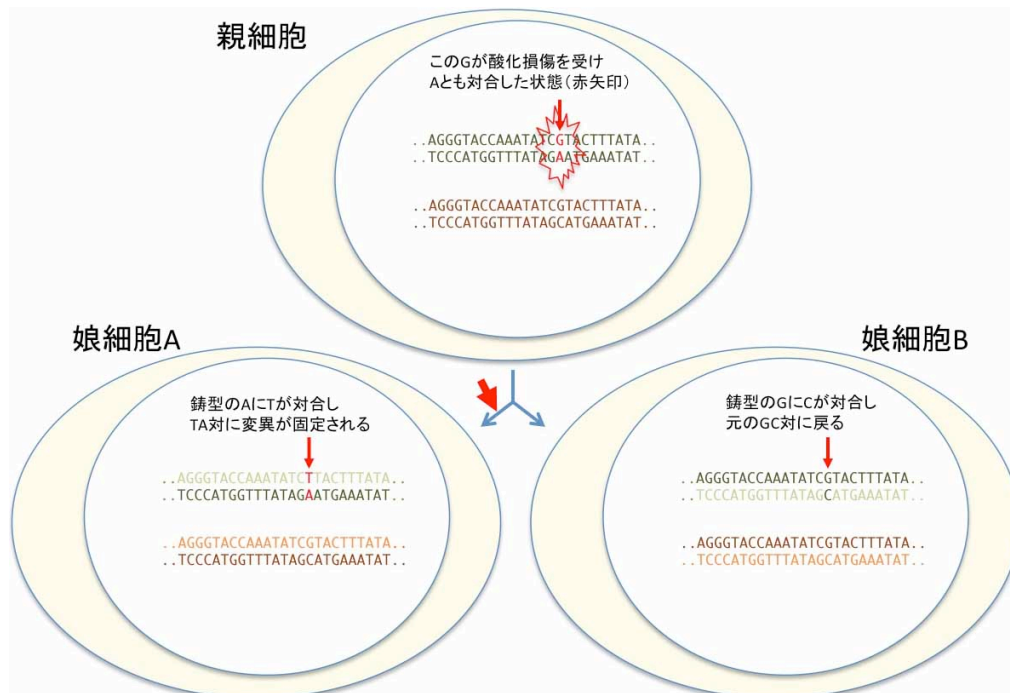 親細胞
このGが酸化損傷を受け
Aとも対合した状態(赤矢印)
..AGGGTACCAAATATCGTACTTTATA..
..TCCCATGGTTTATAGAATGAAATAT..
..AGGGTACCAAATATCGTACTTTATA..
..TCCCATGGTTTATAGCATGAAATAT..
娘細胞A
鋳型のAにTが対合し
TA対に変異が固定される
..AGGGTACCAAATATCTTACTTTATA..
..TCCCATGGTTTATAGAATGAAATAT..
..AGGGTACCAAATATCGTACTTTATA..
..TCCCATGGTTTATAGCATGAAATAT..
娘細胞B
鋳型のGにCが対合し
元のGC対に戻る
..AGGGTACCAAATATCGTACTTTATA..
..TCCCATGGTTTATAGCATGAAATAT..
..AGGGTACCAAATATCGTACTTTATA..
..TCCCATGGTTTATAGCATGAAATAT..